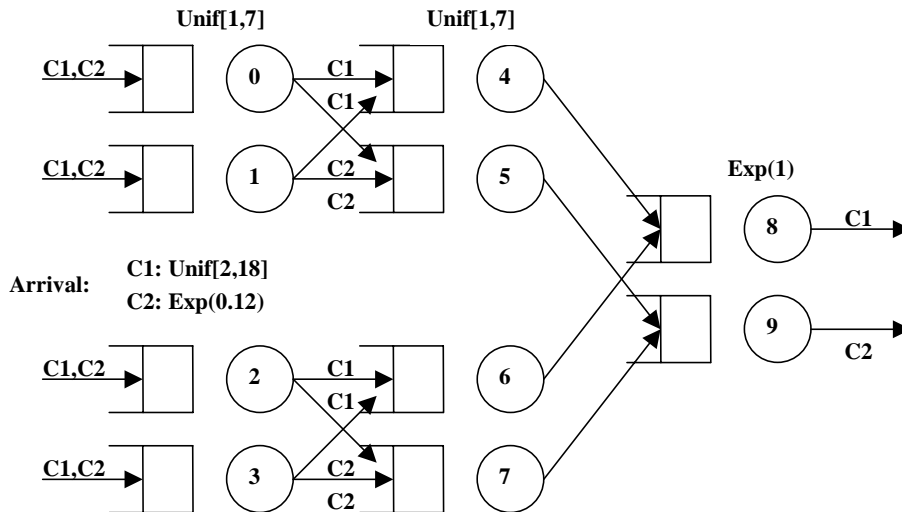 Unif[1,7]
Unif[1,7]
C1,C2
0
C1
4
C1
C1,C2
1
C2
5
C2
Exp(1)
8
C1
Arrival:
C1: Unif[2,18]
C2: Exp(0.12)
9
C2
C1,C2
2
C1
6
C1
C1,C2
3
C2
7
C2